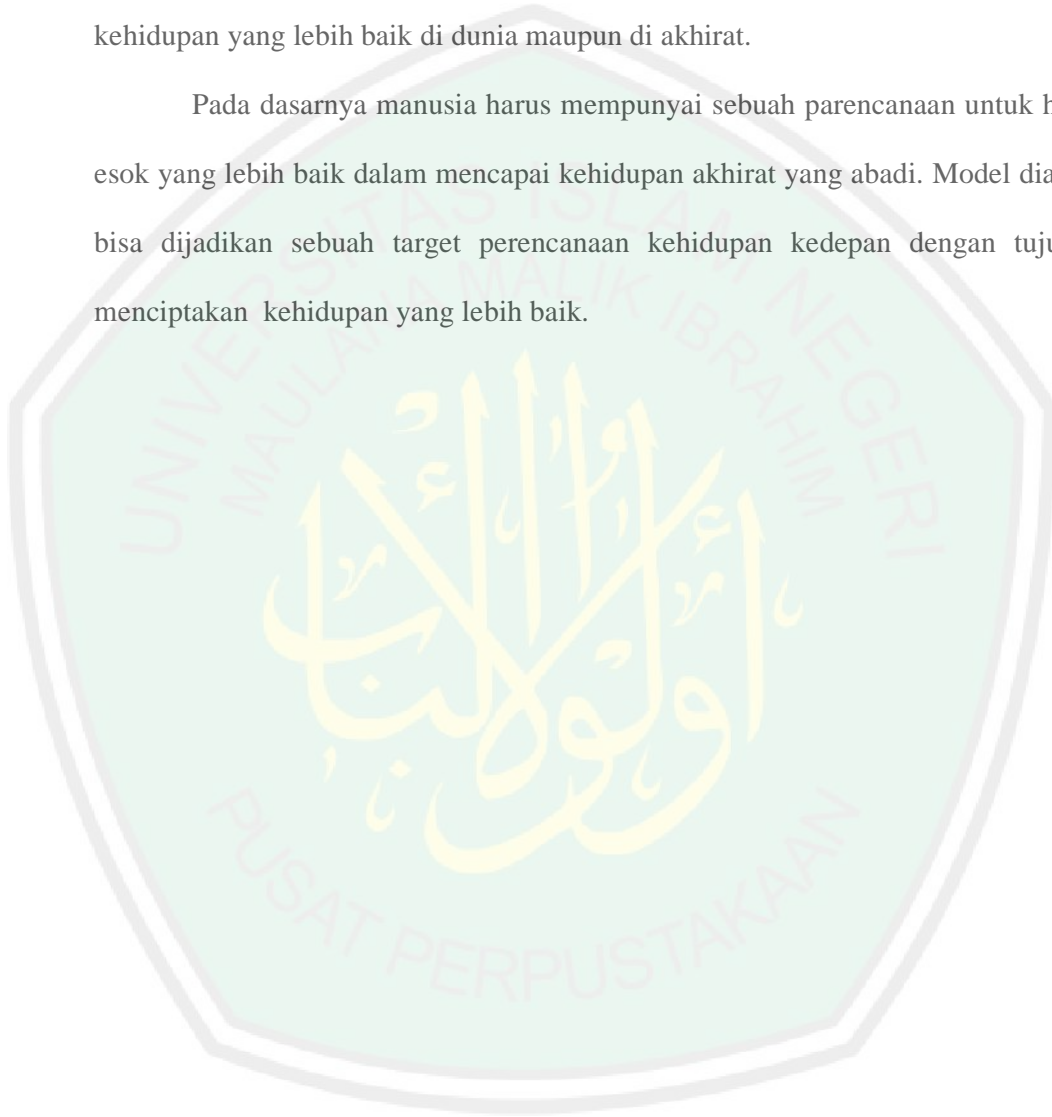 kehidupan yang lebih baik di dunia maupun di akhirat.
Pada dasarnya manusia harus mempunyai sebuah parencanaan untuk
esok yang lebih baik dalam mencapai kehidupan akhirat yang abadi. Model
bisa dijadikan sebuah target perencanaan kehidupan kedepan dengan
menciptakan kehidupan yang lebih baik.
UNIVERSITAS ISLAM NEGERI
MAULANA MALIK IBRAHIM
أولوا الألباب
PUSAT PERPUSTAKAAN